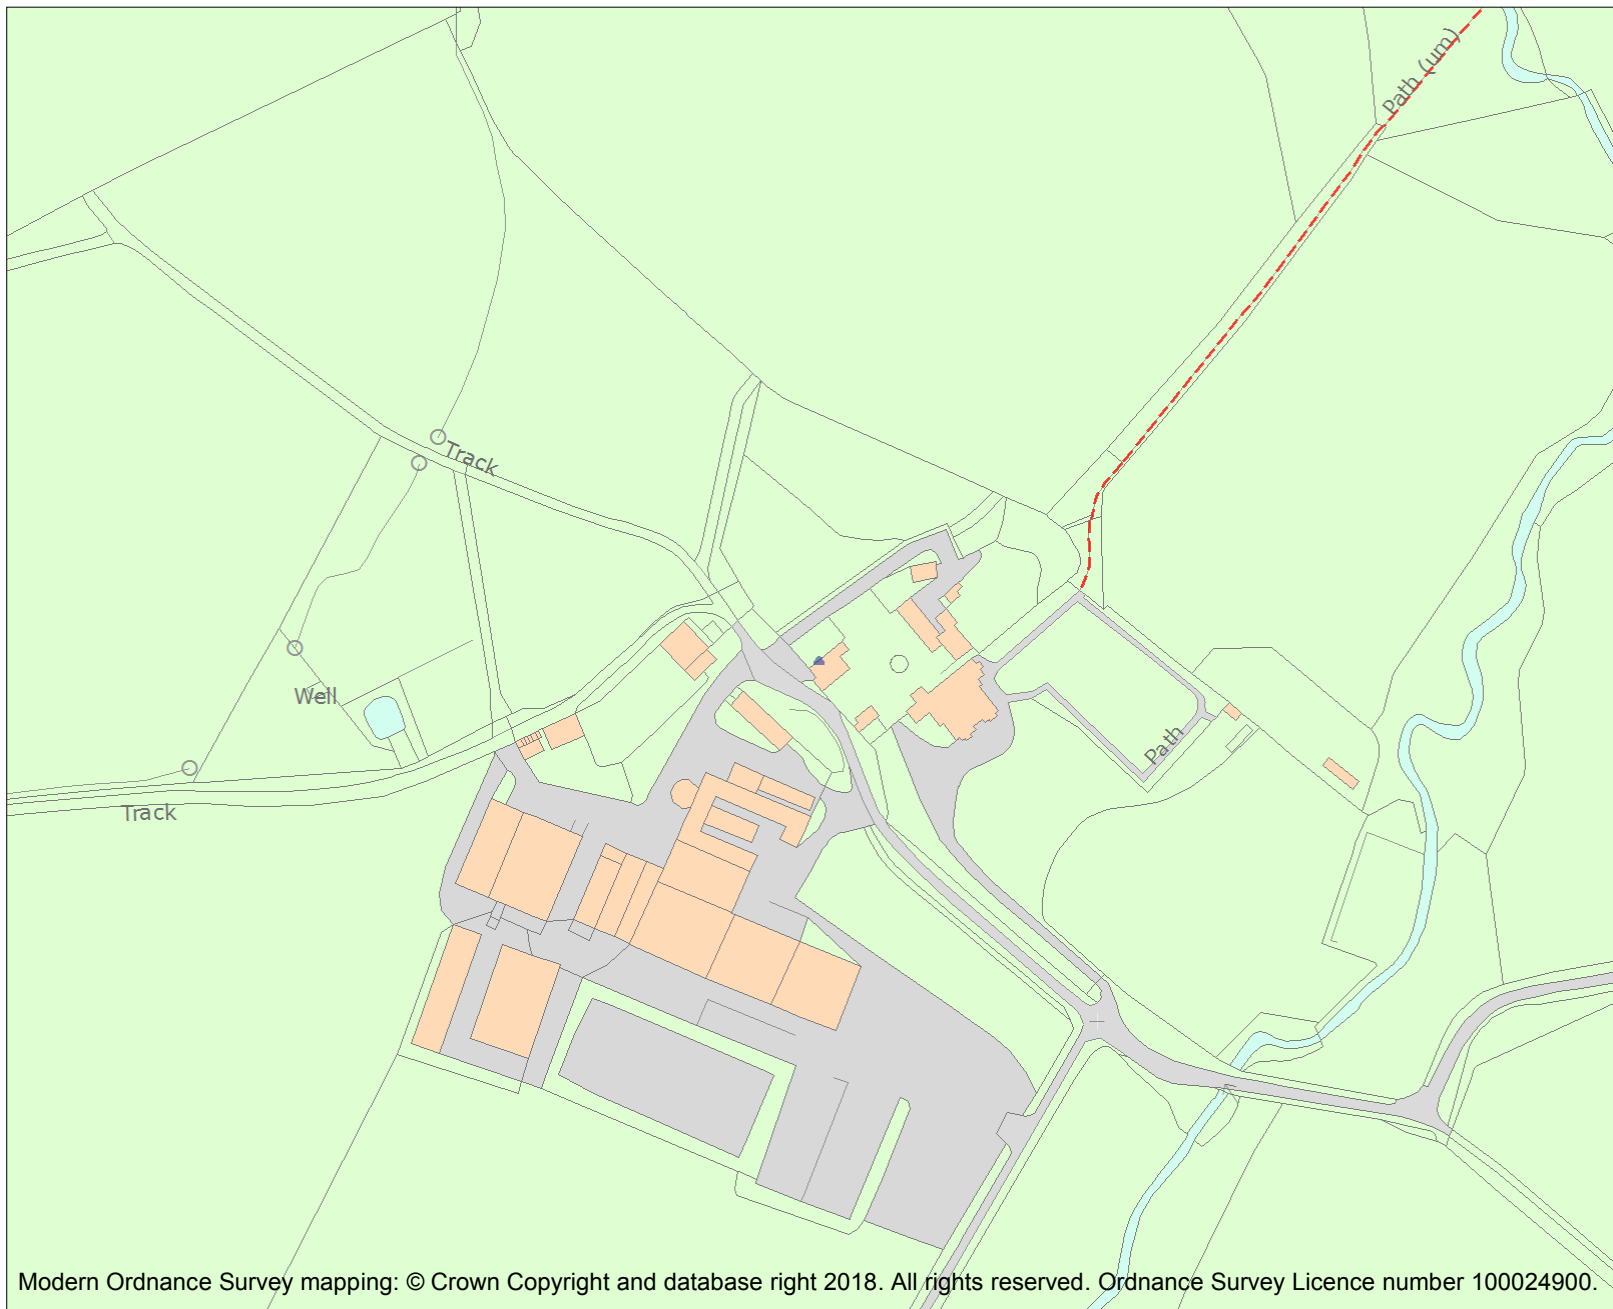 Path (um)
Track
Well
Path
Track
Modern Ordnance Survey mapping: © Crown Copyright and database right 2018. All rights reserved. Ordnance Survey Licence number 100024900.